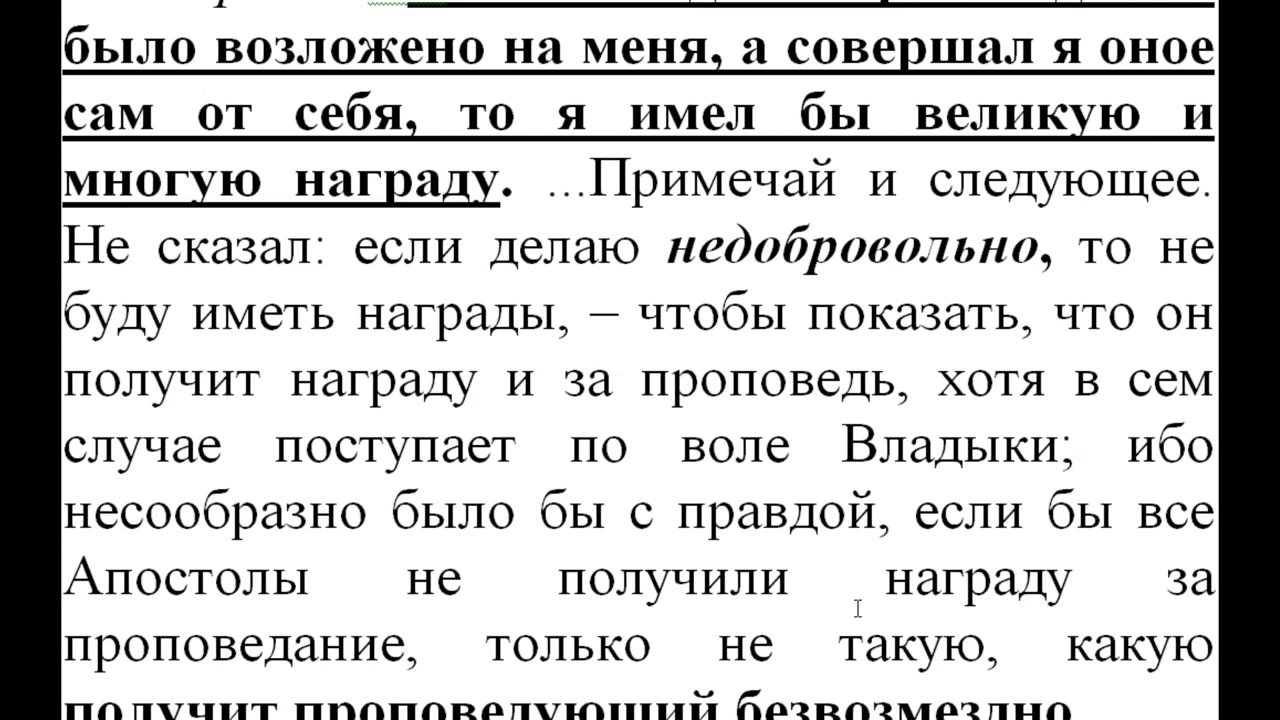 было возложено на меня, а совершал я оное
сам от себя, то я имел бы великую и
многую награду. ...Примечай и следующее.
Не сказал: если делаю недобровольно, то не
буду иметь награды, – чтобы показать, что он
получит награду и за проповедь, хотя в сем
случае поступает по воле Владыки; ибо
несообразно было бы с правдой, если бы все
Апостолы не получили награду за
проповедание, только не такую, какую
получит проповедующий безвозмездно